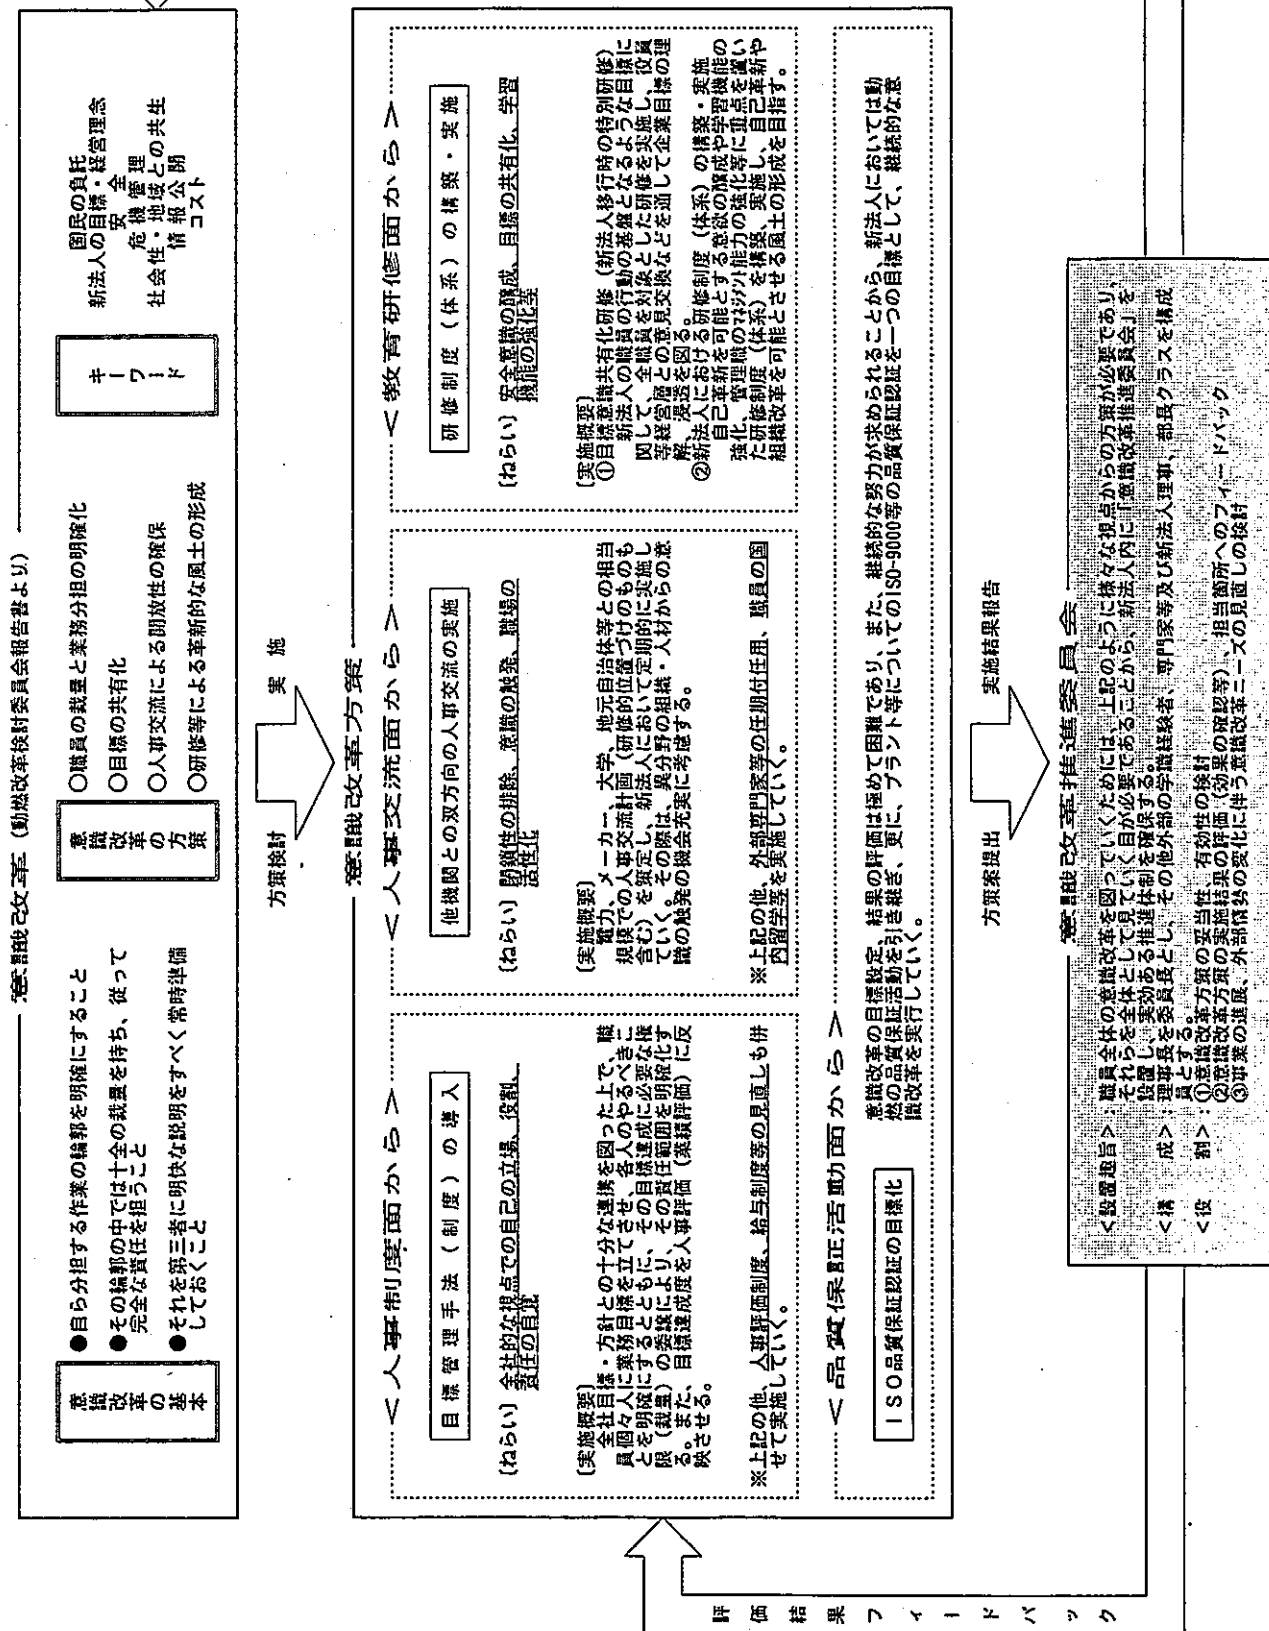 意識改革(動燃改革検討委員会報告書より)
意識改革の基本
●自ら分担する作業の輪郭を明確にすること
●その輪郭の中では十全の裁量を持ち、従って
完全な責任を担うこと
●それを第三者に明快な説明をすべく常時準備
しておくこと
意識改革の方策
○職員の裁量と業務分担の明確化
○目標の共有化
○人事交流による開放性の確保
○研修等による革新的な風土の形成
キーワード
国民の負託
新法人の目標・経営理念
安全
危機管理
社会性・地域との共生
情報公開
コスト
方策検討
実施
意識改革方策
<人事制度面から>
目標管理手法(制度)の導入
(ねらい) 全社的な視点での自己の立場、役割、
責任の自覚
(実施概要)
全社目標・方針との十分な連携を図った上で、職
員個々人に業務目標を立てさせ、各人のやるべきこ
とを明確にするとともに、その目標達成に必要な権
限(裁量)の委譲により、その責任範囲を明確化す
る。また、目標達成度を人事評価(業績評価)に反
映させる。
※上記の他、人事評価制度、給与制度等の見直しも併
せて実施していく。
<人事交流面から>
他機関との双方向の人事交流の実施
(ねらい) 閉鎖性の排除、意識の触発、職場の
活性化
(実施概要)
電力、メーカー、大学、地元自治体等との相当
規模での人事交流計画(研修的位置づけのものも
含む)を策定し、新法人において定期的に実施し
ていく。その際は、異分野の組織・人材からの意
識の触発の機会充実に考慮する。
※上記の他、外部専門家等の任期付任用、職員の国
内留学等を実施していく。
<教育研修面から>
研修制度(体系)の構築・実施
(ねらい) 安全意識の醸成、目標の共有化、学習
機能の強化等
(実施概要)
①目標意識共有化研修(新法人移行時の特別研修)
新法人の職員の行動の基盤となるような目標に
関して、全職員を対象とした研修を実施し、役員
等経営層との意見交換などを通して企業目標の理
解、浸透を図る。
②新法人における研修制度(体系)の構築・実施
自己革新を可能とする意欲の醸成や学習機能の
強化、管理職のマネジメント能力の強化等に重点を置い
た研修制度(体系)を構築、実施し、自己革新や
組織改革を可能とさせる風土の形成を目指す。
<品質保証活動面から>
ISO品質保証認証の目標化
意識改革の目標設定、結果の評価は極めて困難であり、また、継続的な努力が求められることから、新法人においては動
燃の品質保証活動を引き継ぎ、更に、プラント等についてのISO-9000等の品質保証認証を一つの目標として、継続的な意
識改革を実行していく。
方策案提出
実施結果報告
意識改革推進委員会
<設置趣旨>:職員全体の意識改革を図っていくためには、上記のように様々な視点からの方策が必要であり、
それらを全体として見ていく目が必要であることから、新法人内に「意識改革推進委員会」を
設置し、実効ある推進体制を確保する。
<構 成>:理事長を委員長とし、その他外部の学識経験者、専門家等及び新法人理事、部長クラスを構成
員とする。
<役 割>:①意識改革方策の妥当性、有効性の検討
②意識改革方策の実施結果の評価(効果の確認等)、担当箇所へのフィードバック
③事業の進展、外部情勢の変化に伴う意識改革ニーズの見直しの検討
評価結果フィードバック